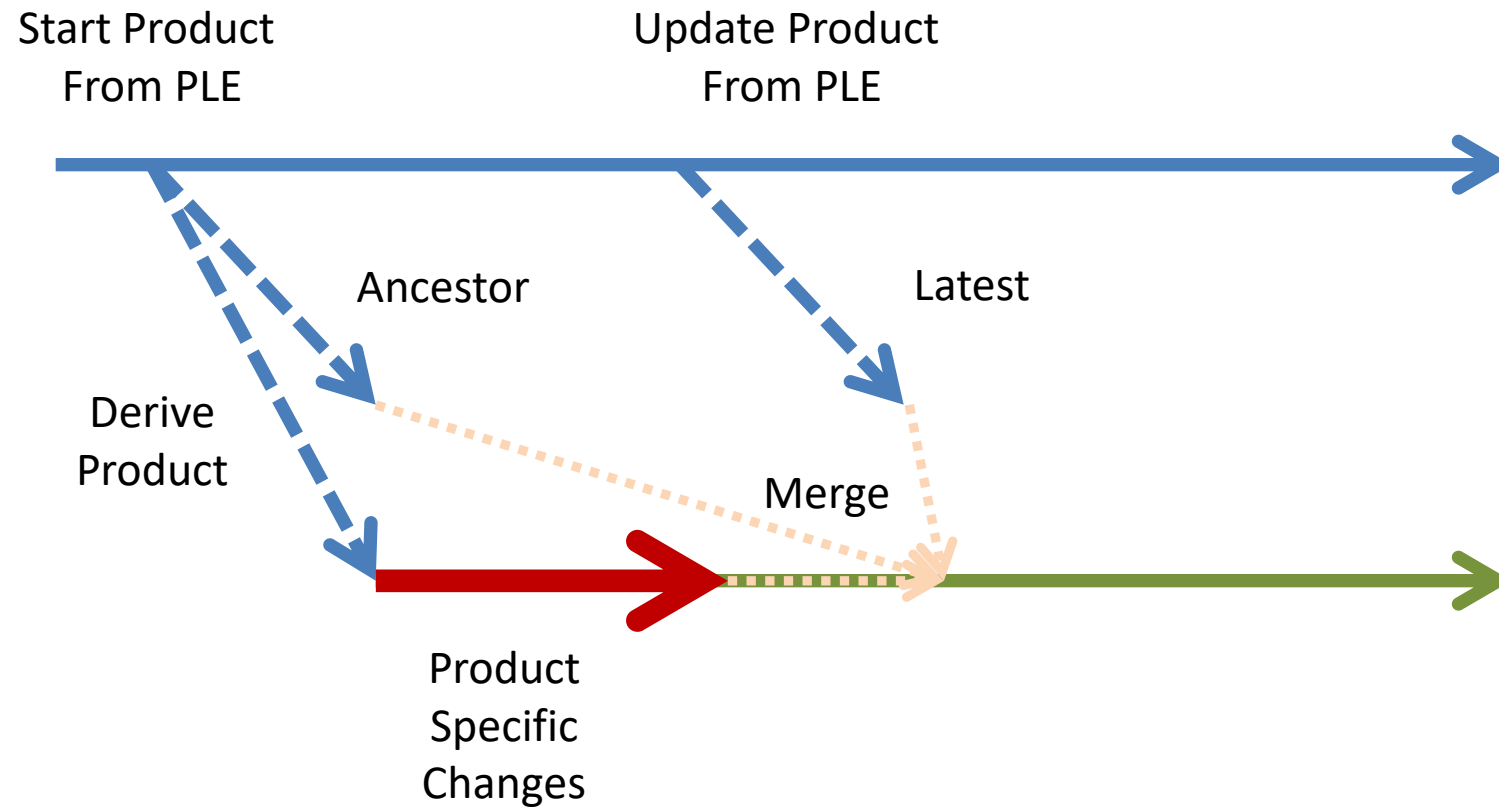 Start Product
From PLE
Update Product
From PLE
Ancestor
Latest
Derive
Product
Merge
Product
Specific
Changes